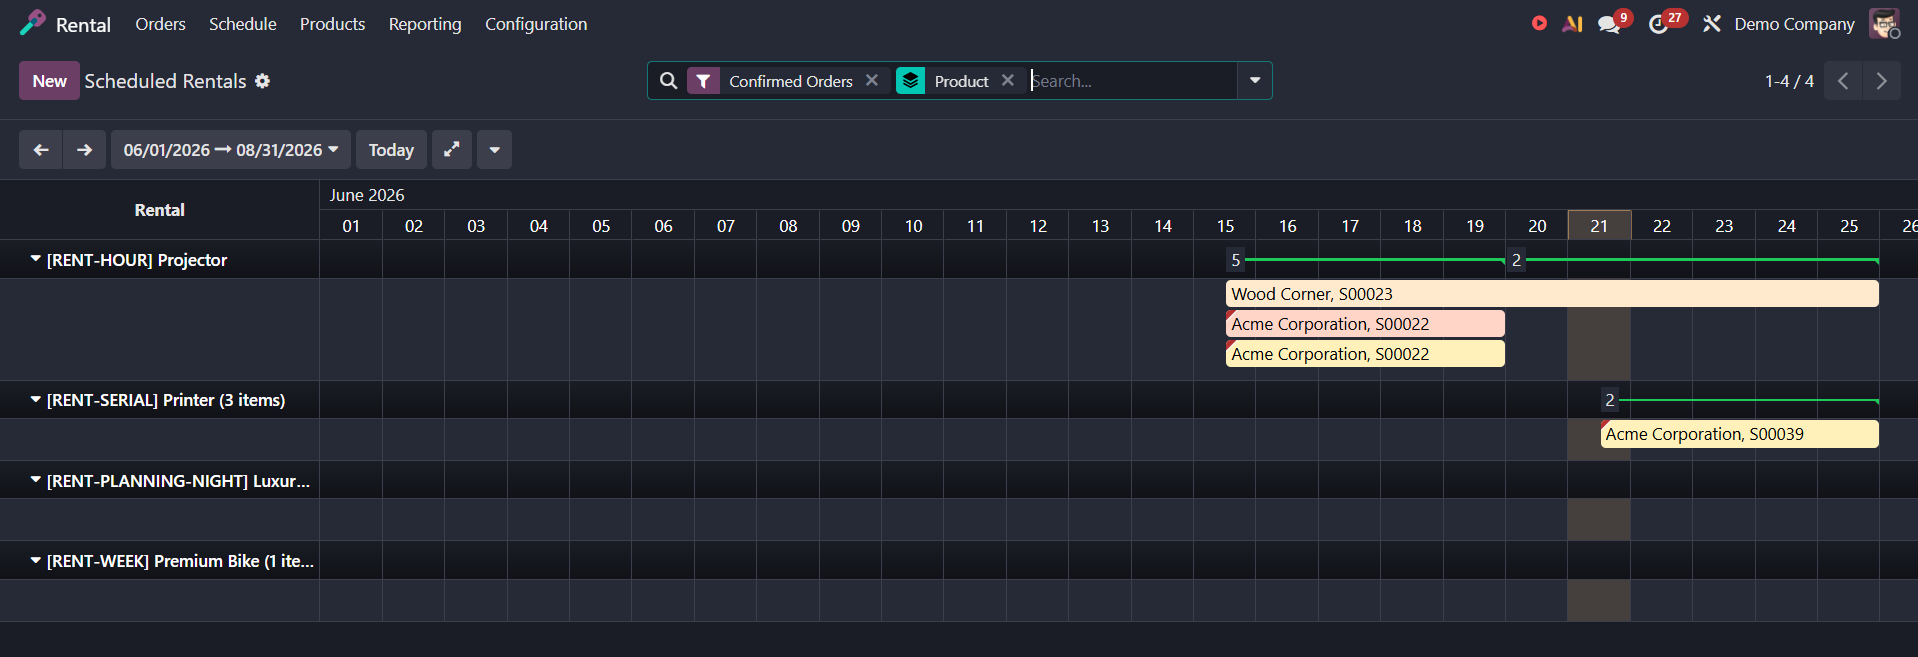 Rental Orders Schedule Products Reporting Configuration 9 27 Demo Company
New Scheduled Rentals Confirmed Orders Product Search... 1-4 / 4
06/01/2026 → 08/31/2026 Today
Rental
June 2026
01 02 03 04 05 06 07 08 09 10 11 12 13 14 15 16 17 18 19 20 21 22 23 24 25 26
[RENT-HOUR] Projector 5 2
Wood Corner, S00023
Acme Corporation, S00022
Acme Corporation, S00022
[RENT-SERIAL] Printer (3 items) 2
Acme Corporation, S00039
[RENT-PLANNING-NIGHT] Luxur...
[RENT-WEEK] Premium Bike (1 ite...